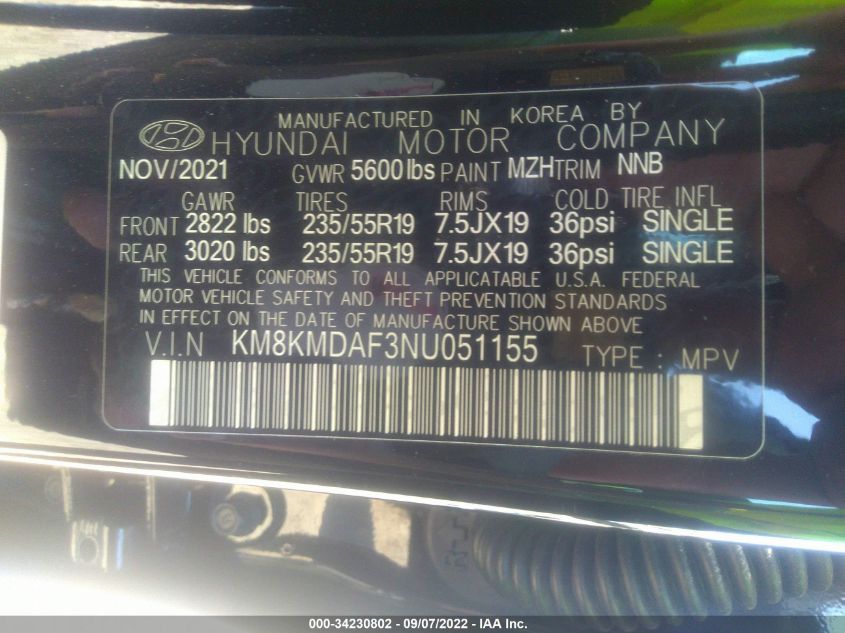 MANUFACTURED IN KOREA BY
HYUNDAI MOTOR COMPANY
NOV/2021 GVWR 5600lbs PAINT MZH TRIM NNB
GAWR TIRES RIMS COLD TIRE INFL
FRONT 2822 lbs 235/55R19 7.5JX19 36psi SINGLE
REAR 3020 lbs 235/55R19 7.5JX19 36psi SINGLE
THIS VEHICLE CONFORMS TO ALL APPLICATABLE U.S.A. FEDERAL
MOTOR VEHICLE SAFETY AND THEFT PREVENTION STANDARDS
IN EFFECT ON THE DATE OF MANUFACTURE SHOWN ABOVE
V.I.N KM8KMDAF3NU051155 TYPE : MPV
000-34230802 - 09/07/2022 - IAA Inc.